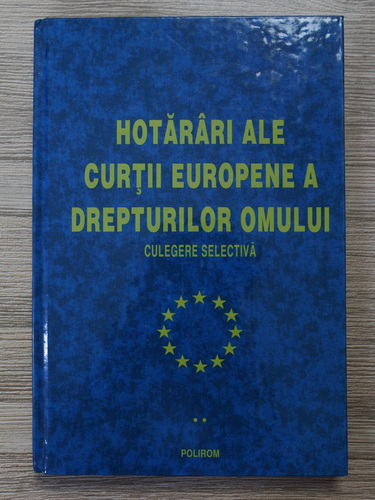 HOTĂRÂRI ALE
CURŢII EUROPENE A
DREPTURILOR OMULUI
CULEGERE SELECTIVĂ
**
POLIROM